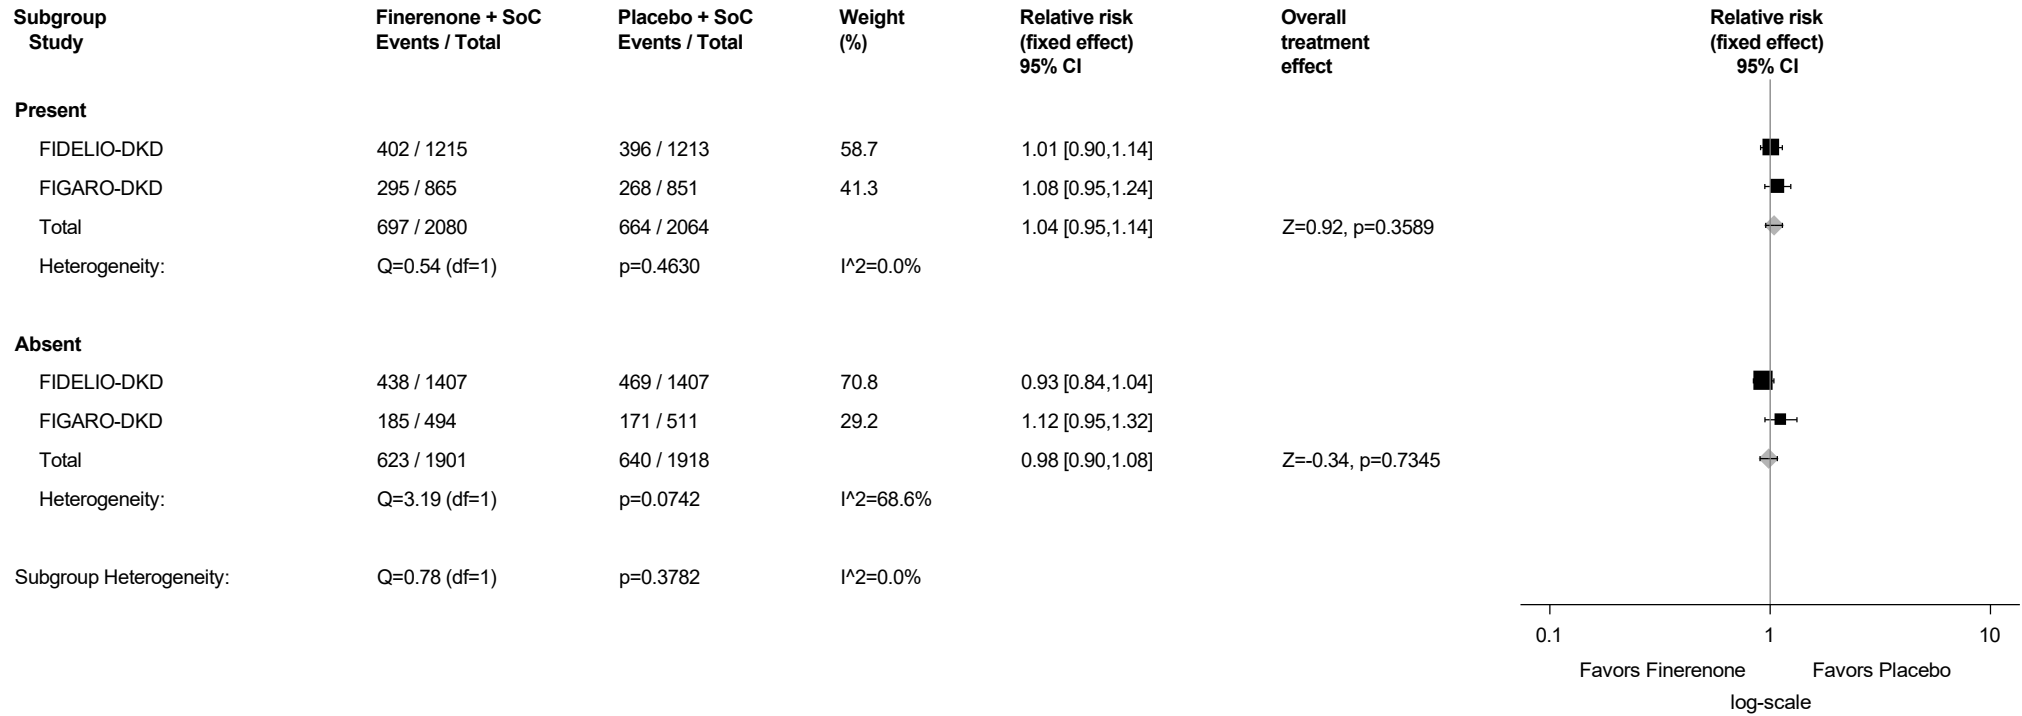 Subgroup Finerenone + SoC Placebo + SoC Weight Relative risk Overall Relative risk
Study Events / Total Events / Total (%) (fixed effect) treatment (fixed effect)
95% CI effect 95% CI
Present
FIDELIO-DKD 402 / 1215 396 / 1213 58.7 1.01 [0.90,1.14]
FIGARO-DKD 295 / 865 268 / 851 41.3 1.08 [0.95,1.24]
Total 697 / 2080 664 / 2064 1.04 [0.95,1.14] Z=0.92, p=0.3589
Heterogeneity: Q=0.54 (df=1) p=0.4630 I^2=0.0%
Absent
FIDELIO-DKD 438 / 1407 469 / 1407 70.8 0.93 [0.84,1.04]
FIGARO-DKD 185 / 494 171 / 511 29.2 1.12 [0.95,1.32]
Total 623 / 1901 640 / 1918 0.98 [0.90,1.08] Z=-0.34, p=0.7345
Heterogeneity: Q=3.19 (df=1) p=0.0742 I^2=68.6%
Subgroup Heterogeneity: Q=0.78 (df=1) p=0.3782 I^2=0.0%
0.1 1 10
Favors Finerenone Favors Placebo
log-scale